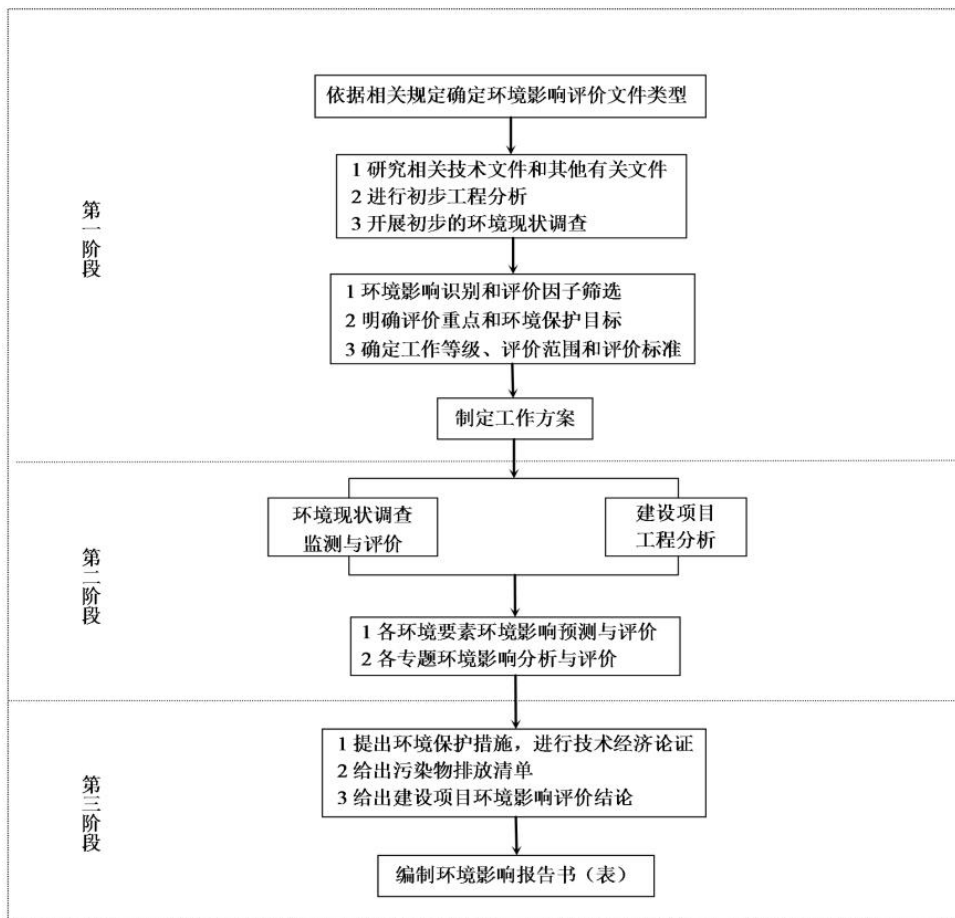 依据相关规定确定环境影响评价文件类型
1 研究相关技术文件和其他有关文件
2 进行初步工程分析
3 开展初步的环境现状调查
第一阶段
1 环境影响识别和评价因子筛选
2 明确评价重点和环境保护目标
3 确定工作等级、评价范围和评价标准
制定工作方案
环境现状调查
监测与评价
建设项目
工程分析
第二阶段
1 各环境要素环境影响预测与评价
2 各专题环境影响分析与评价
1 提出环境保护措施，进行技术经济论证
2 给出污染物排放清单
3 给出建设项目环境影响评价结论
第三阶段
编制环境影响报告书（表）